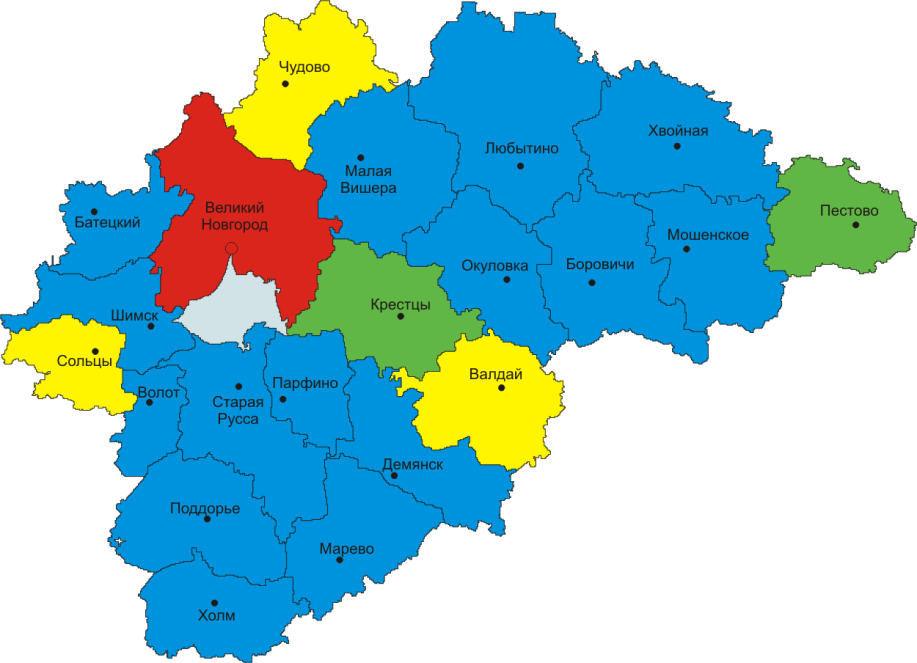 Чудово
Хвойная
Любытино
Малая
Вишера
Великий
Новгород
Батецкий
Пестово
Мошенское
Окуловка
Боровичи
Крестцы
Шимск
Сольцы
Валдай
Парфино
Волот
Старая
Русса
Демянск
Поддорье
Марево
Холм